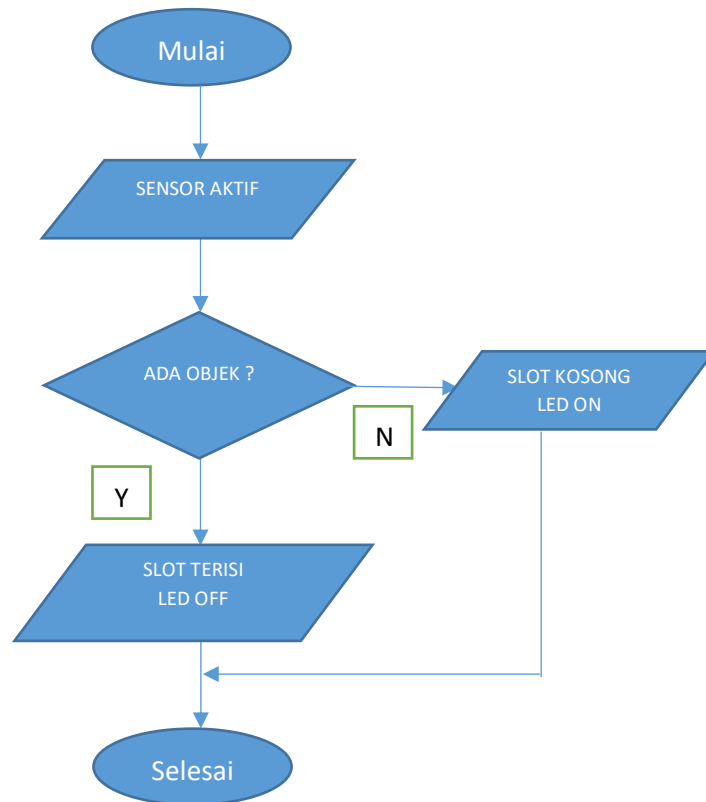 Mulai
SENSOR AKTIF
ADA OBJEK ?
SLOT KOSONG
LED ON
N
Y
SLOT TERISI
LED OFF
Selesai